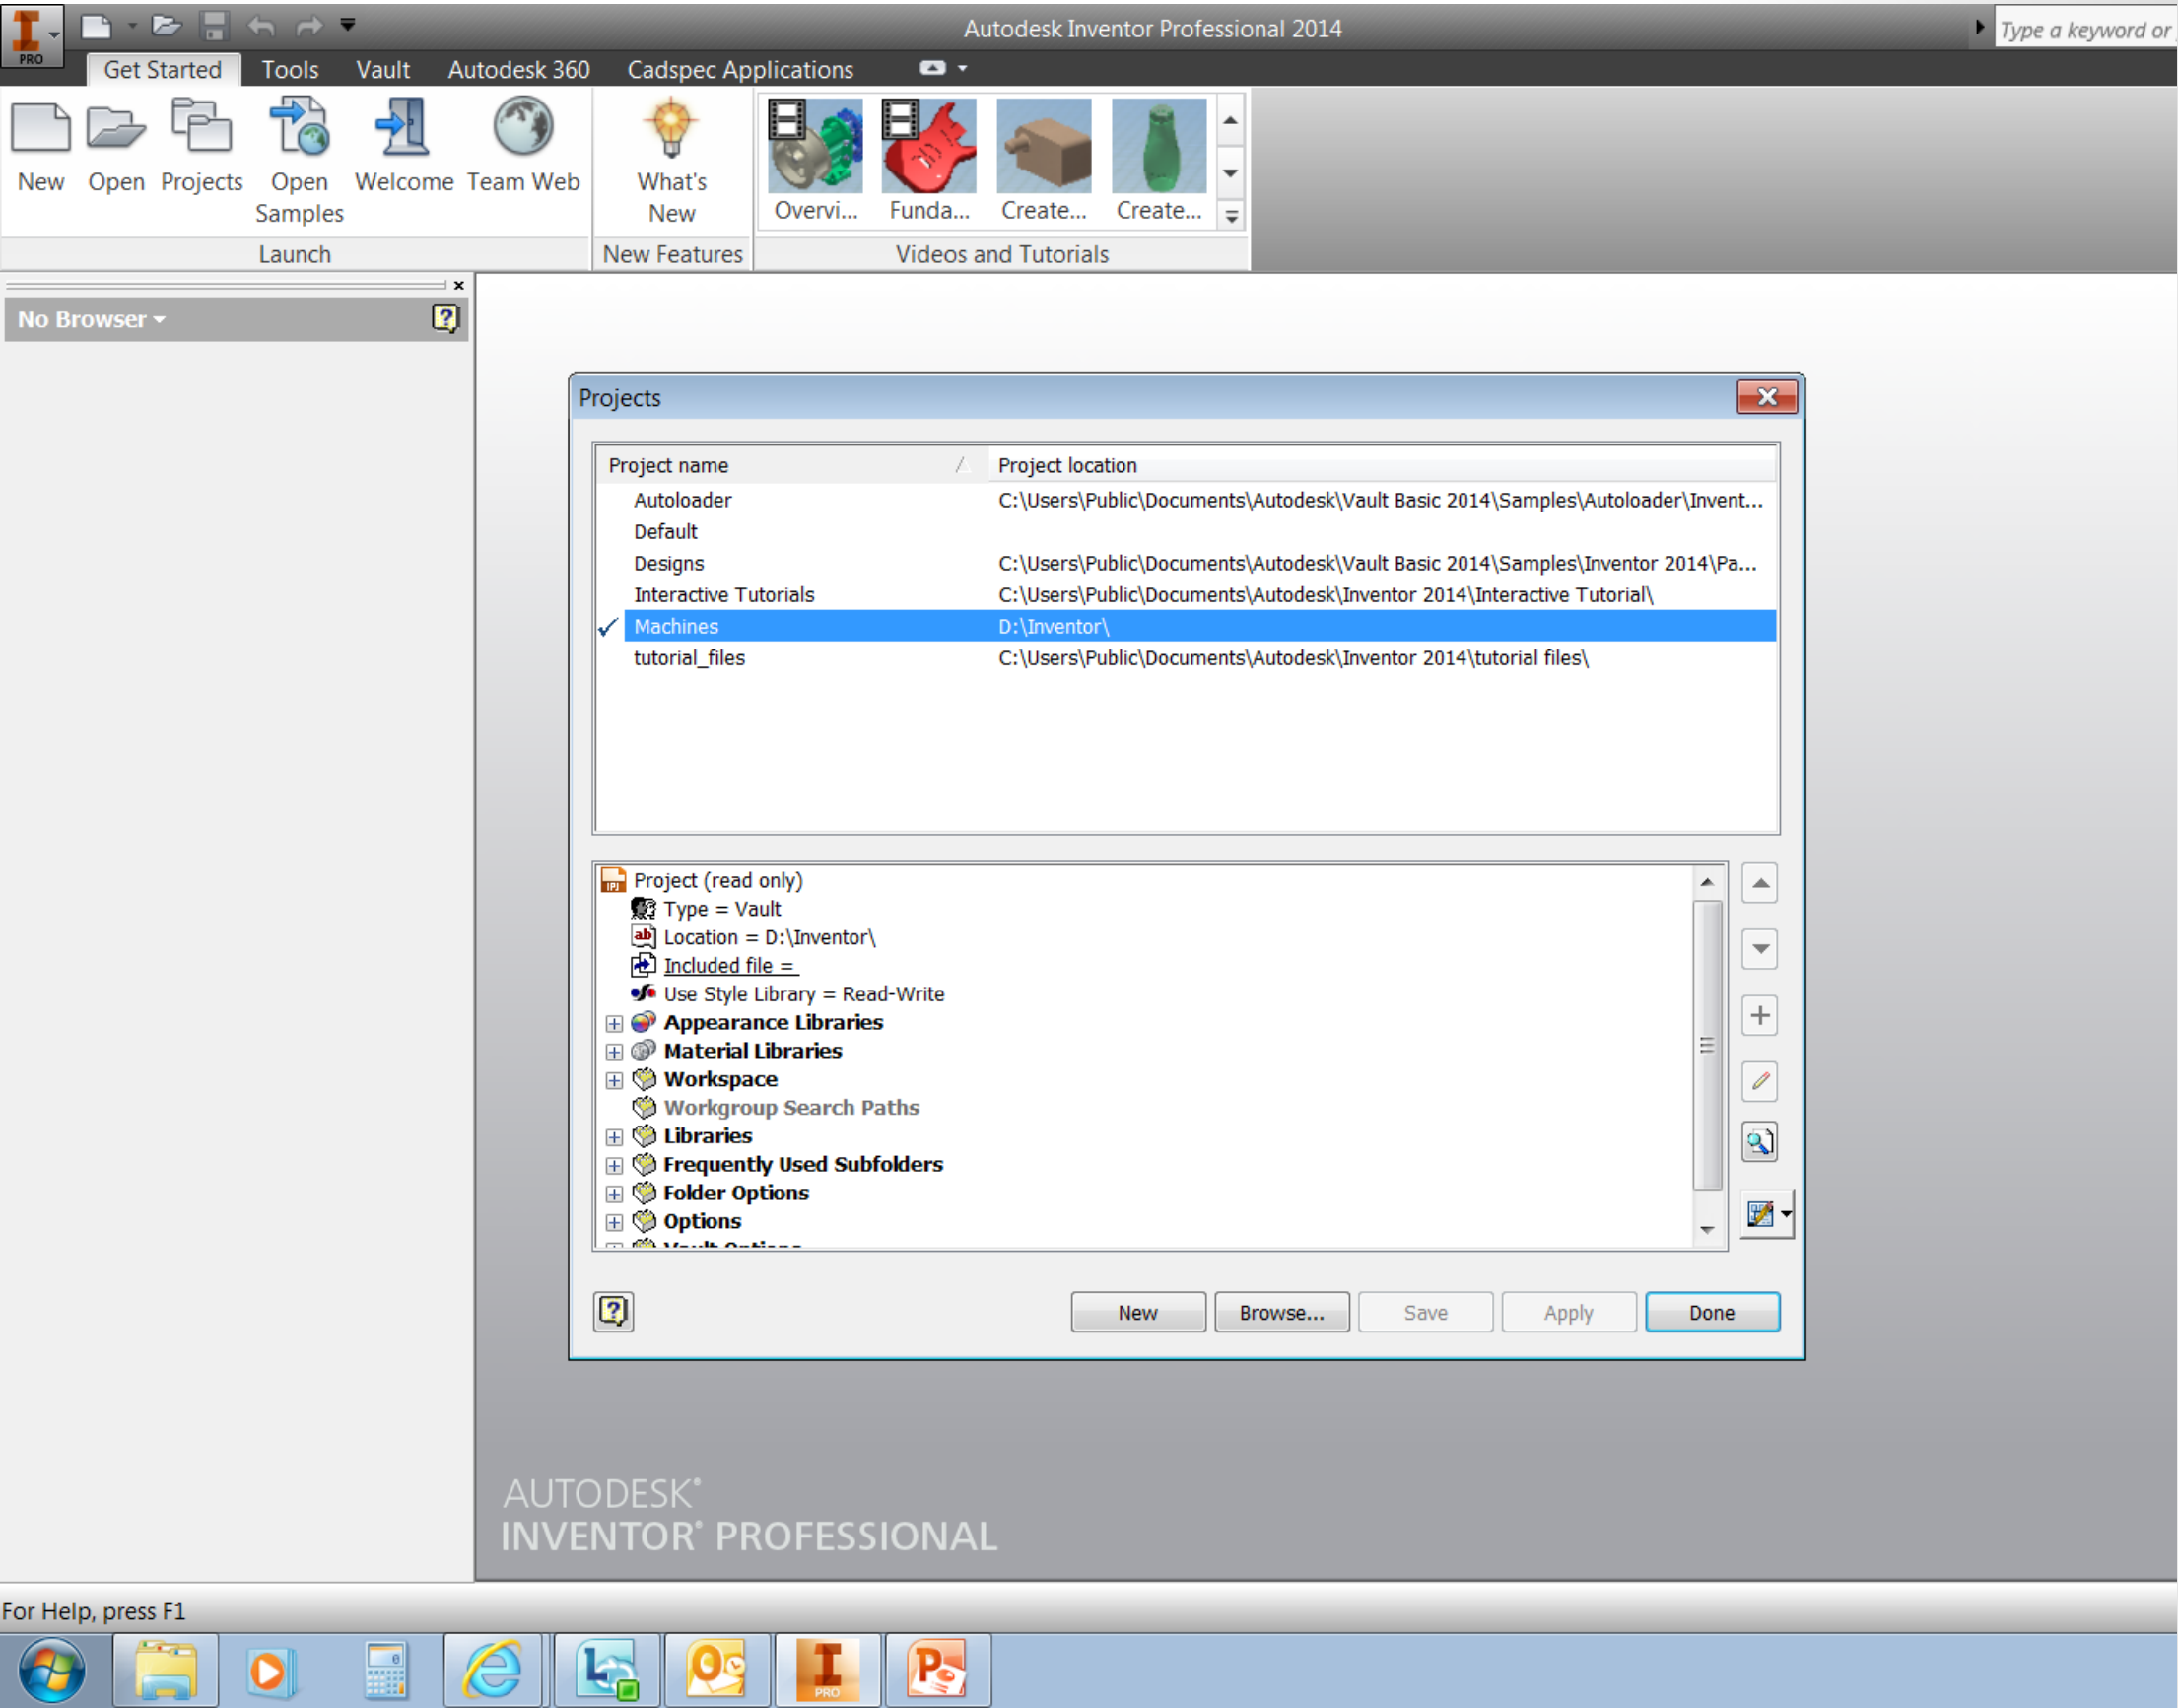 Autodesk Inventor Professional 2014
Type a keyword or
PRO
Get Started Tools Vault Autodesk 360 Cadspec Applications
New Open Projects Open Samples Welcome Team Web What's New Overvi... Funda... Create... Create...
Launch New Features Videos and Tutorials
No Browser
Projects
Project name Project location
Autoloader C:\Users\Public\Documents\Autodesk\Vault Basic 2014\Samples\Autoloader\Invent...
Default
Designs C:\Users\Public\Documents\Autodesk\Vault Basic 2014\Samples\Inventor 2014\Pa...
Interactive Tutorials C:\Users\Public\Documents\Autodesk\Inventor 2014\Interactive Tutorial\
Machines D:\Inventor\
tutorial_files C:\Users\Public\Documents\Autodesk\Inventor 2014\tutorial files\
Project (read only)
Type = Vault
Location = D:\Inventor\
Included file =
Use Style Library = Read-Write
Appearance Libraries
Material Libraries
Workspace
Workgroup Search Paths
Libraries
Frequently Used Subfolders
Folder Options
Options
Vault Options
New Browse... Save Apply Done
AUTODESK®
INVENTOR® PROFESSIONAL
For Help, press F1
PRO